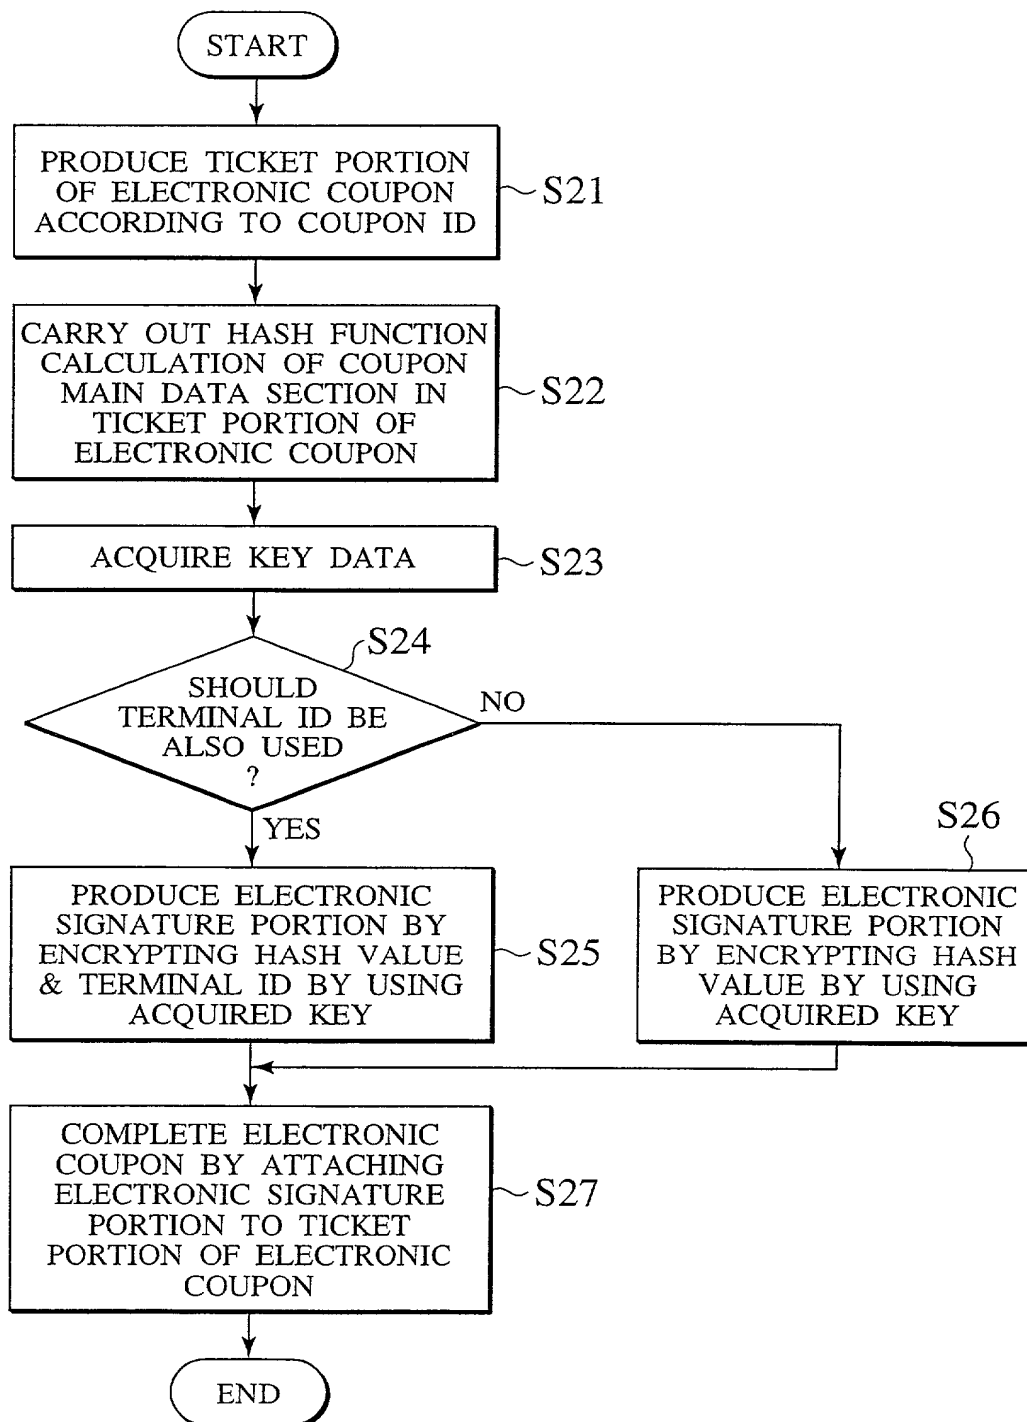 START
PRODUCE TICKET PORTION
OF ELECTRONIC COUPON
ACCORDING TO COUPON ID
S21
CARRY OUT HASH FUNCTION
CALCULATION OF COUPON
MAIN DATA SECTION IN
TICKET PORTION OF
ELECTRONIC COUPON
S22
ACQUIRE KEY DATA
S23
S24
SHOULD
TERMINAL ID BE
ALSO USED
?
NO
YES
PRODUCE ELECTRONIC
SIGNATURE PORTION BY
ENCRYPTING HASH VALUE
& TERMINAL ID BY USING
ACQUIRED KEY
S25
S26
PRODUCE ELECTRONIC
SIGNATURE PORTION
BY ENCRYPTING HASH
VALUE BY USING
ACQUIRED KEY
COMPLETE ELECTRONIC
COUPON BY ATTACHING
ELECTRONIC SIGNATURE
PORTION TO TICKET
PORTION OF ELECTRONIC
COUPON
S27
END